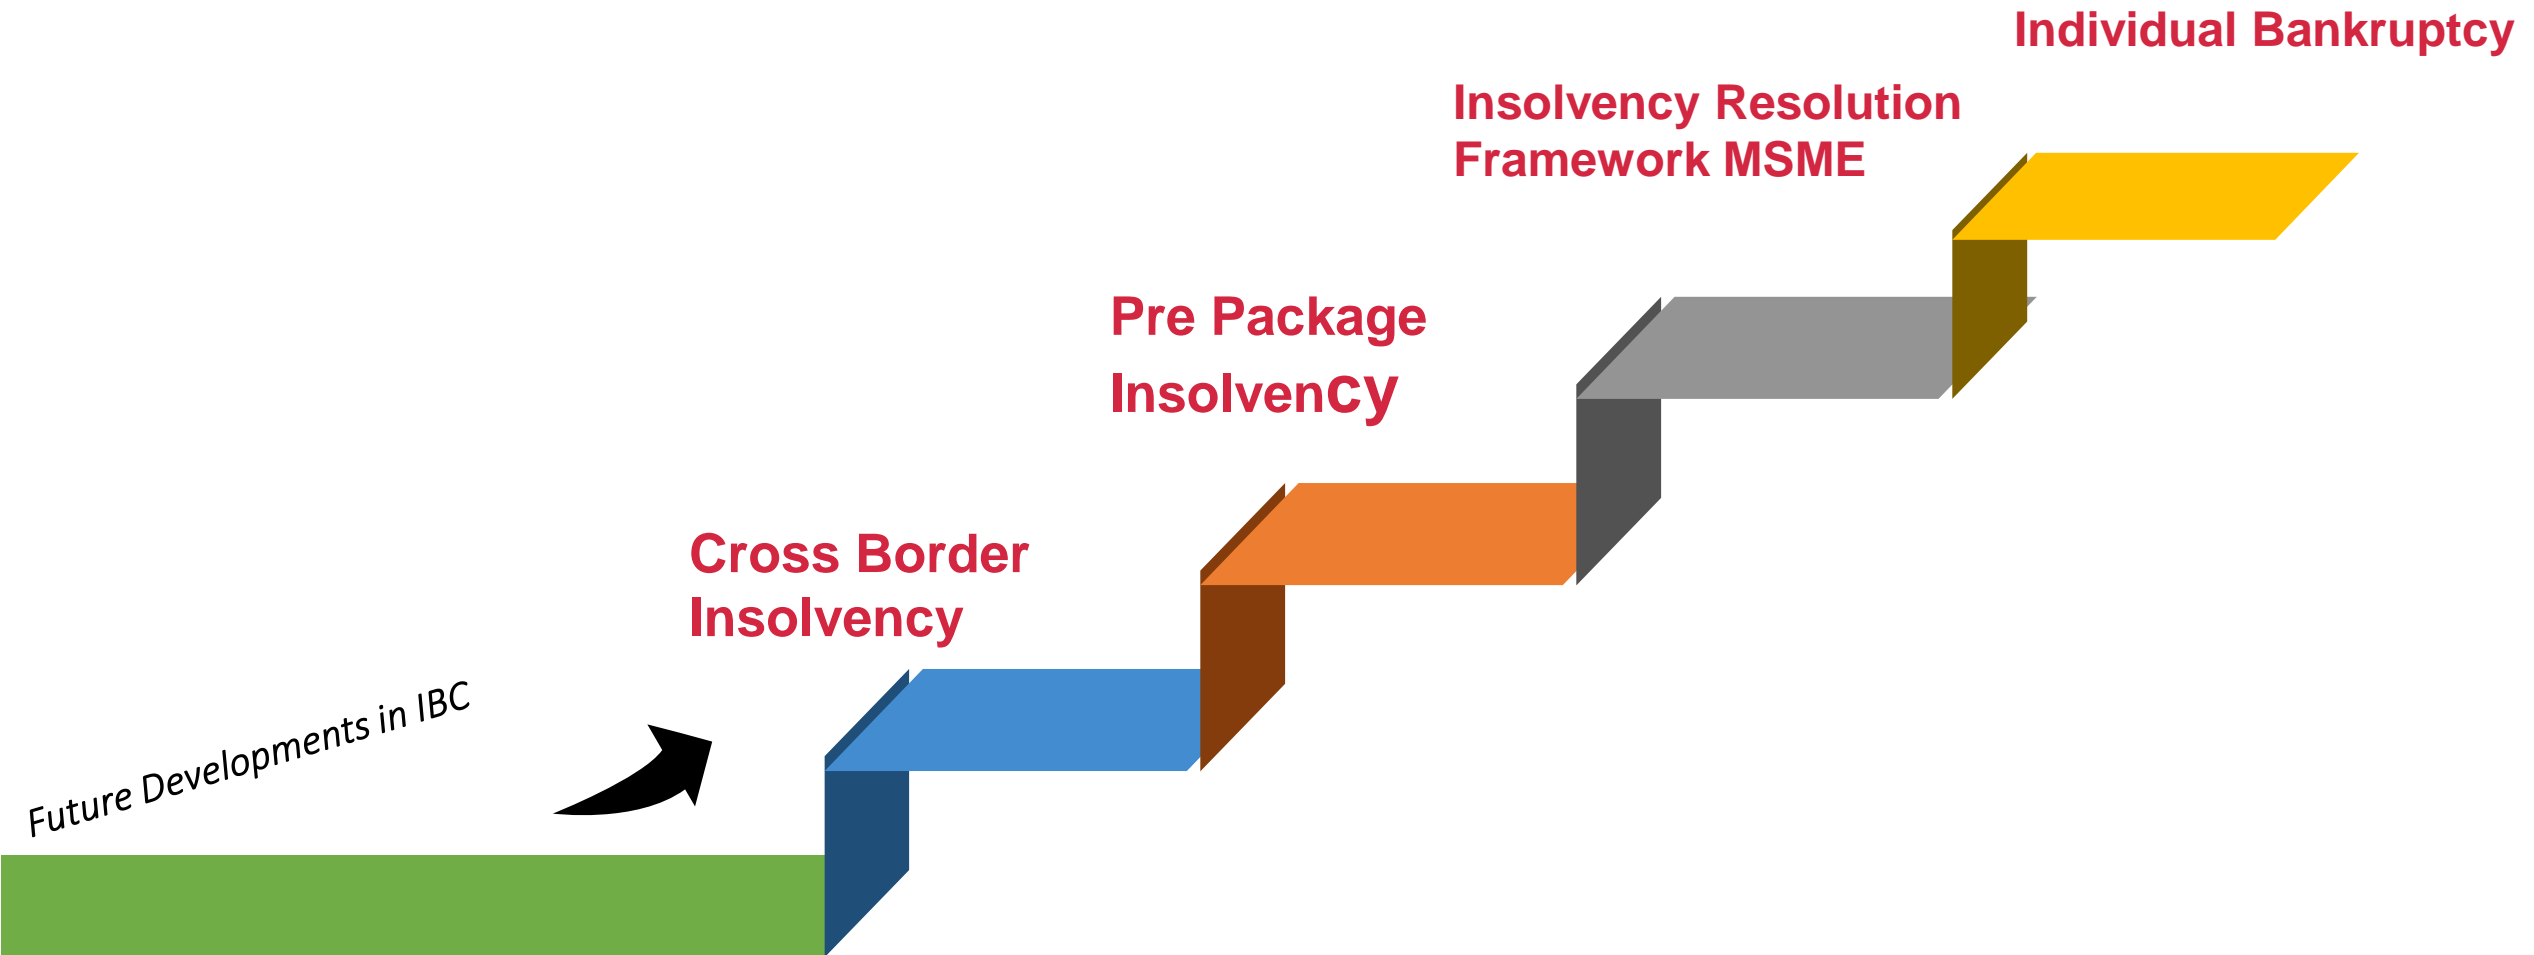 Individual Bankruptcy
Insolvency Resolution
Framework MSME
Pre Package
Insolvency
Cross Border
Insolvency
Future Developments in IBC